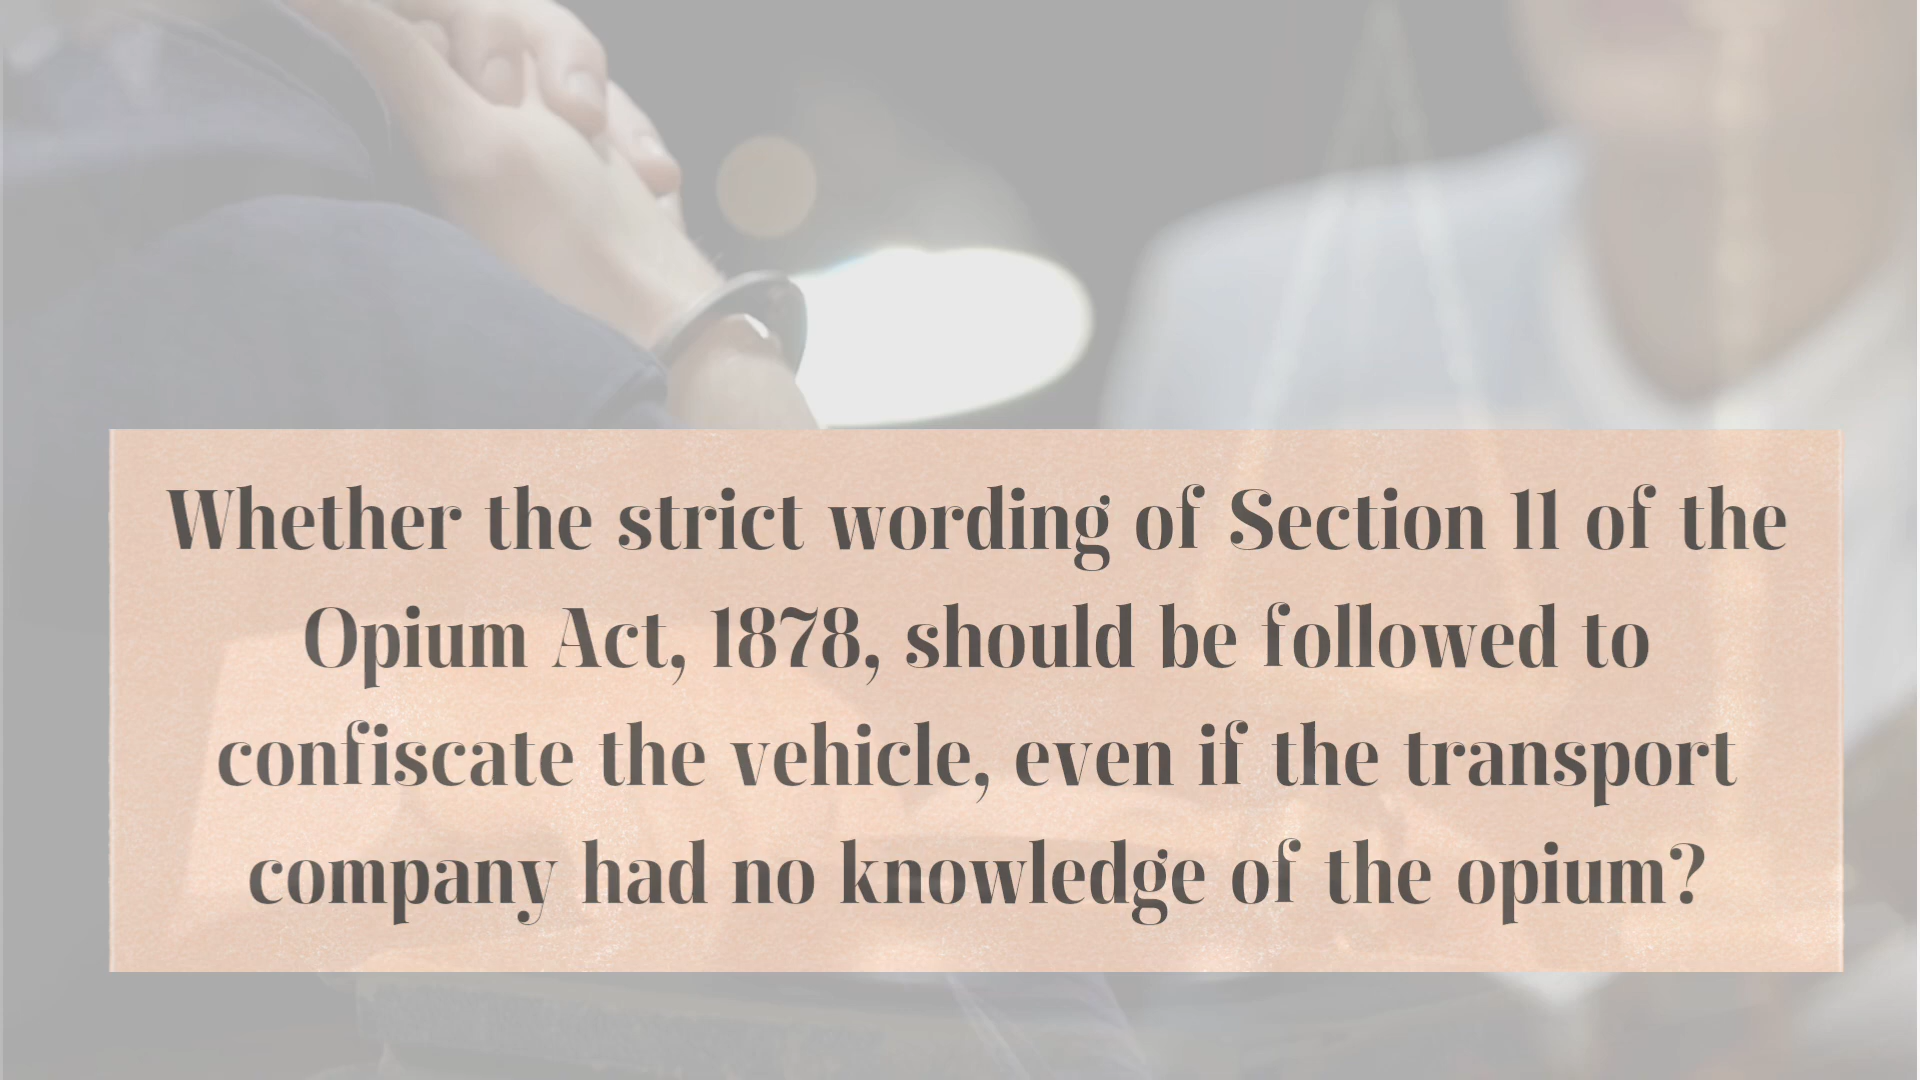 Whether the strict wording of Section 11 of the
Opium Act, 1878, should be followed to
confiscate the vehicle, even if the transport
company had no knowledge of the opium?